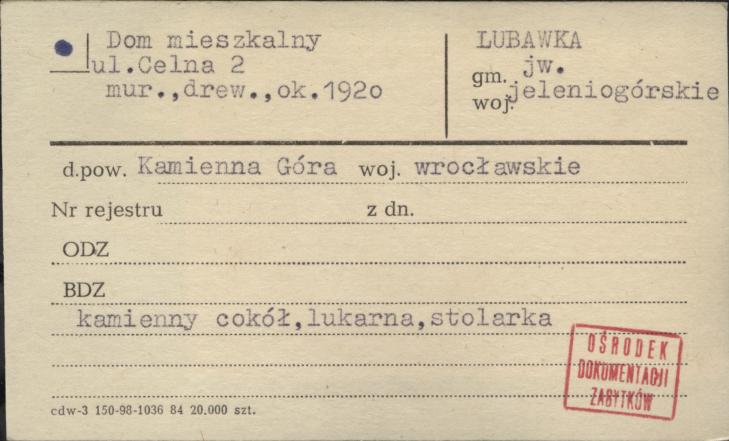 Dom mieszkalny
ul.Celna 2
mur.,drew.,ok.192o
LUBAWKA
gm. jw.
woj. jeleniogórskie
d.pow. Kamienna Góra woj. wrocławskie
Nr rejestru z dn.
ODZ
BDZ
kamienny cokół,lukarna,stolarka
OŚRODEK
DOKUMENTACJI
ZABYTKÓW
cdw-3 150-98-1036 84 20.000 szt.